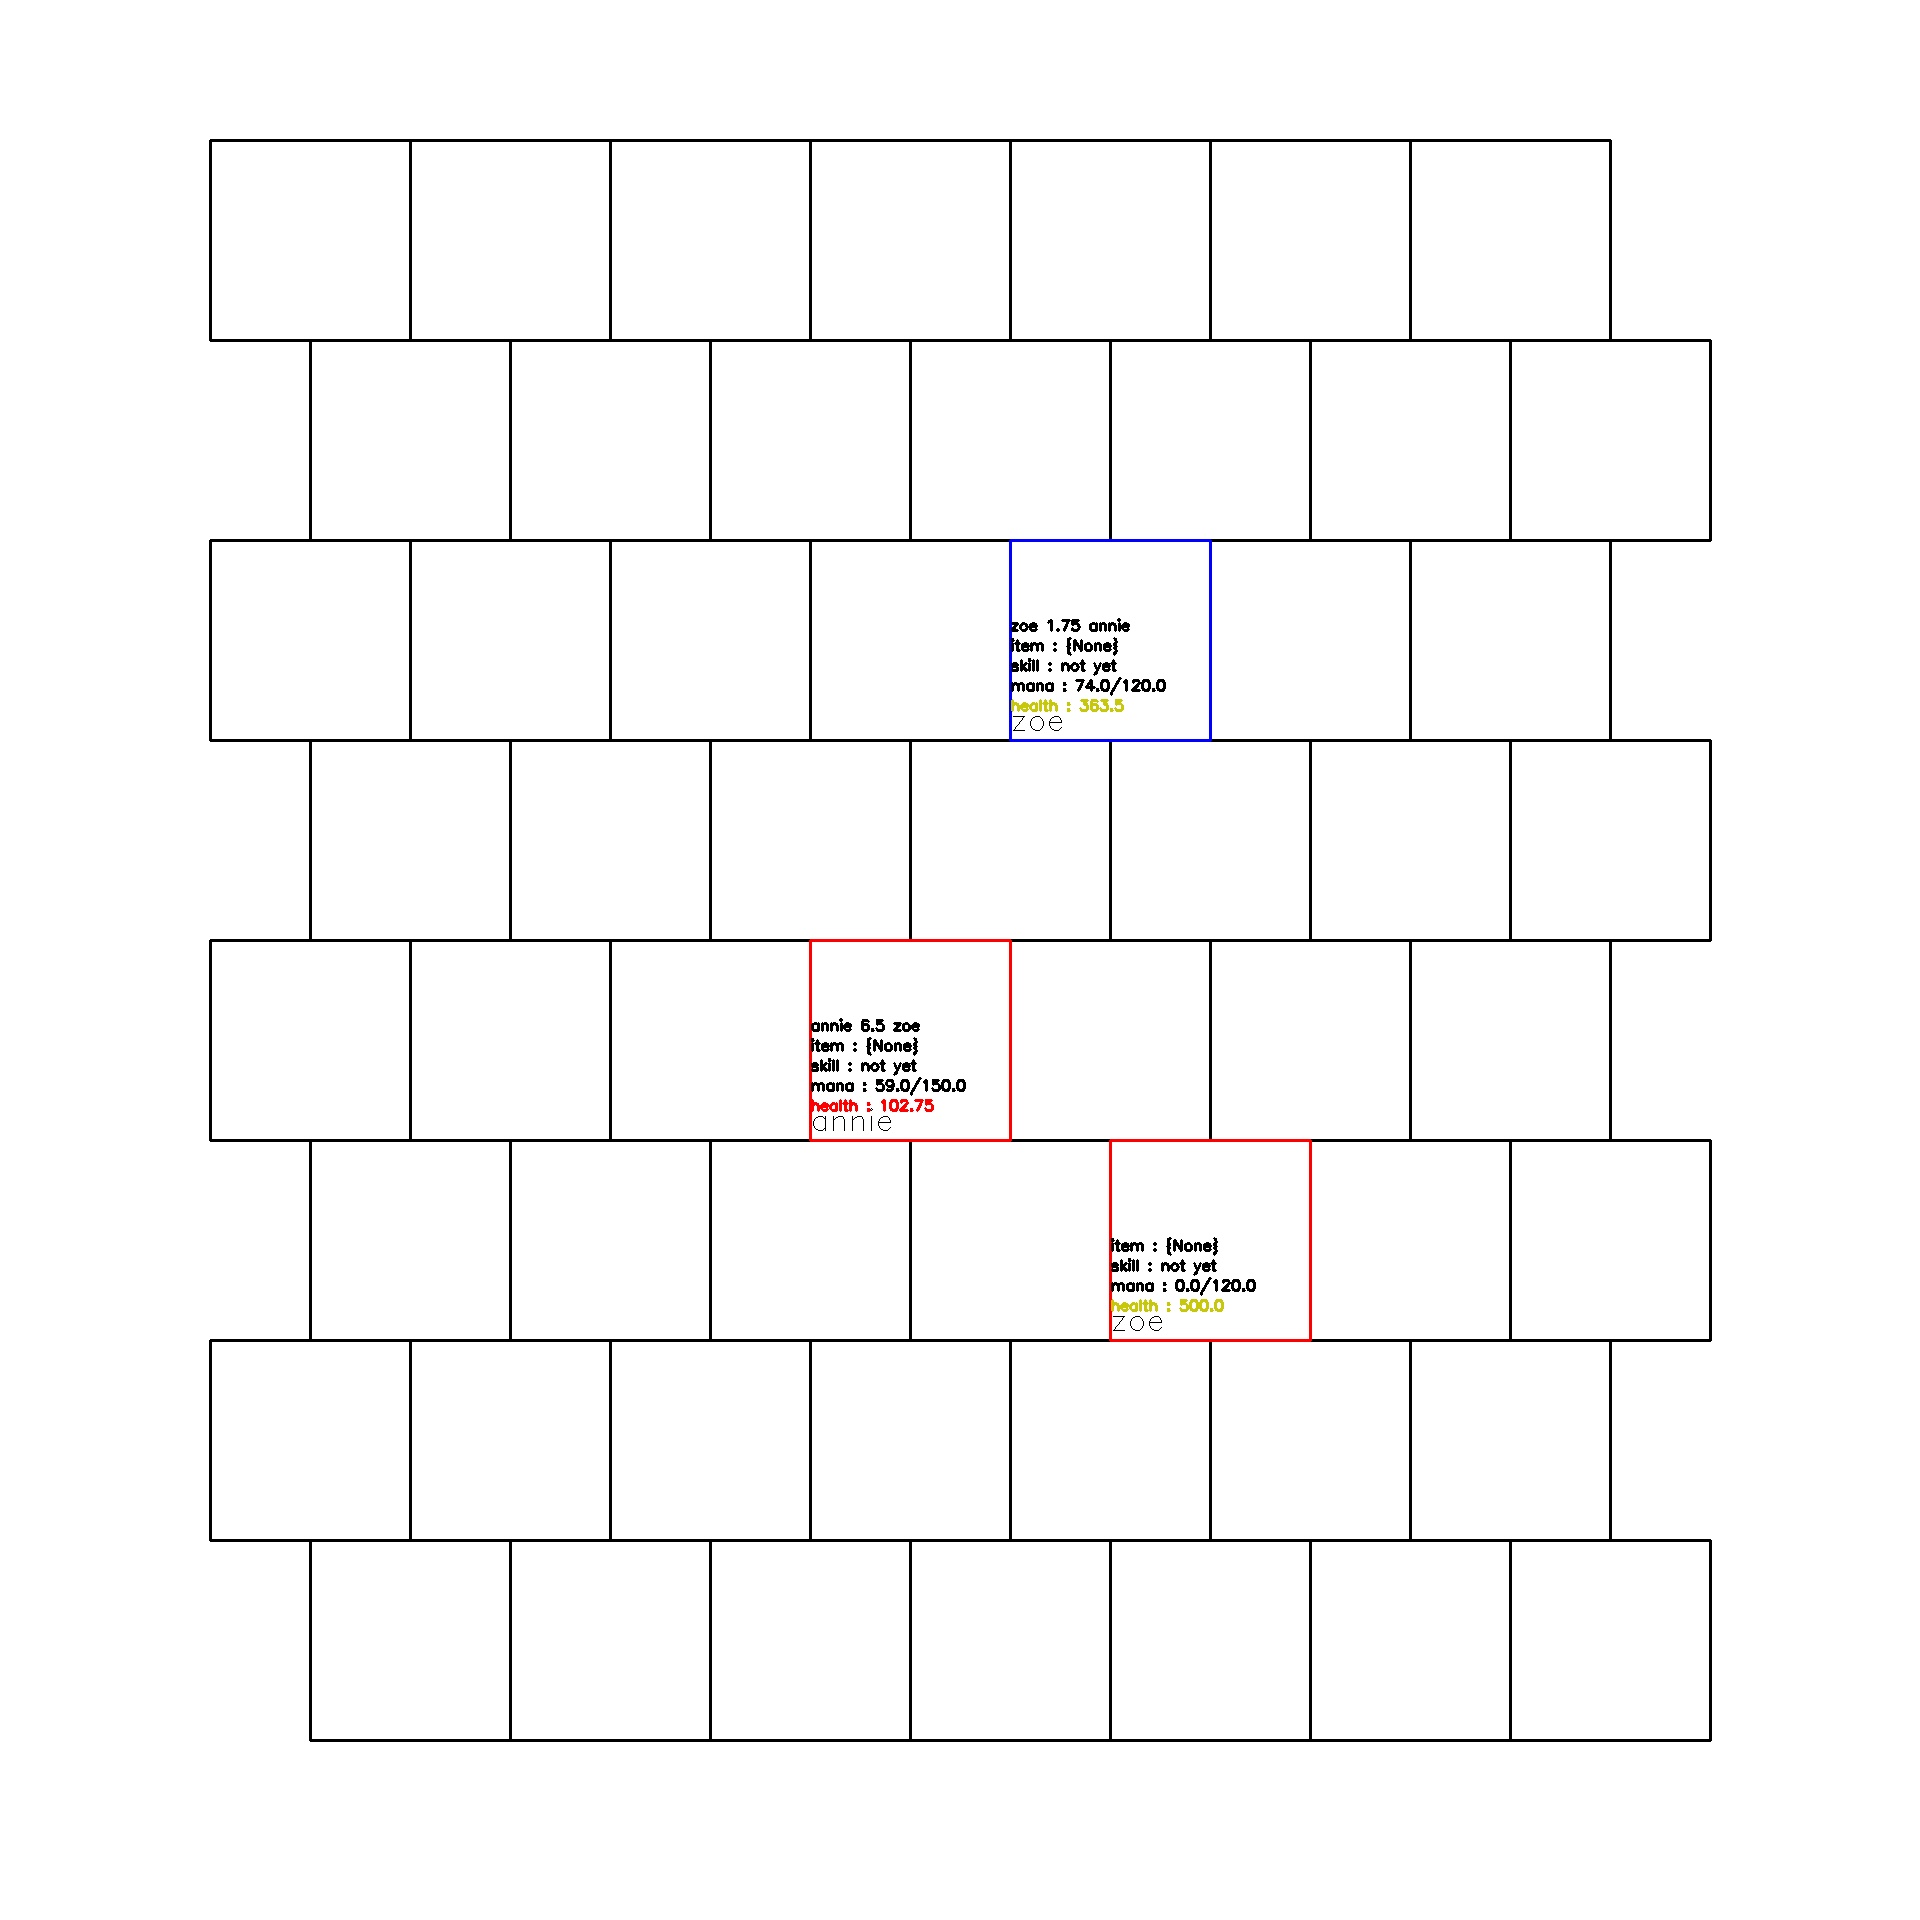 zoe 1.75 annie
item : {None}
skill : not yet
mana : 74.0/120.0
health : 363.5
zoe
annie 6.5 zoe
item : {None}
skill : not yet
mana : 59.0/150.0
health : 102.75
annie
item : {None}
skill : not yet
mana : 0.0/120.0
health : 500.0
zoe